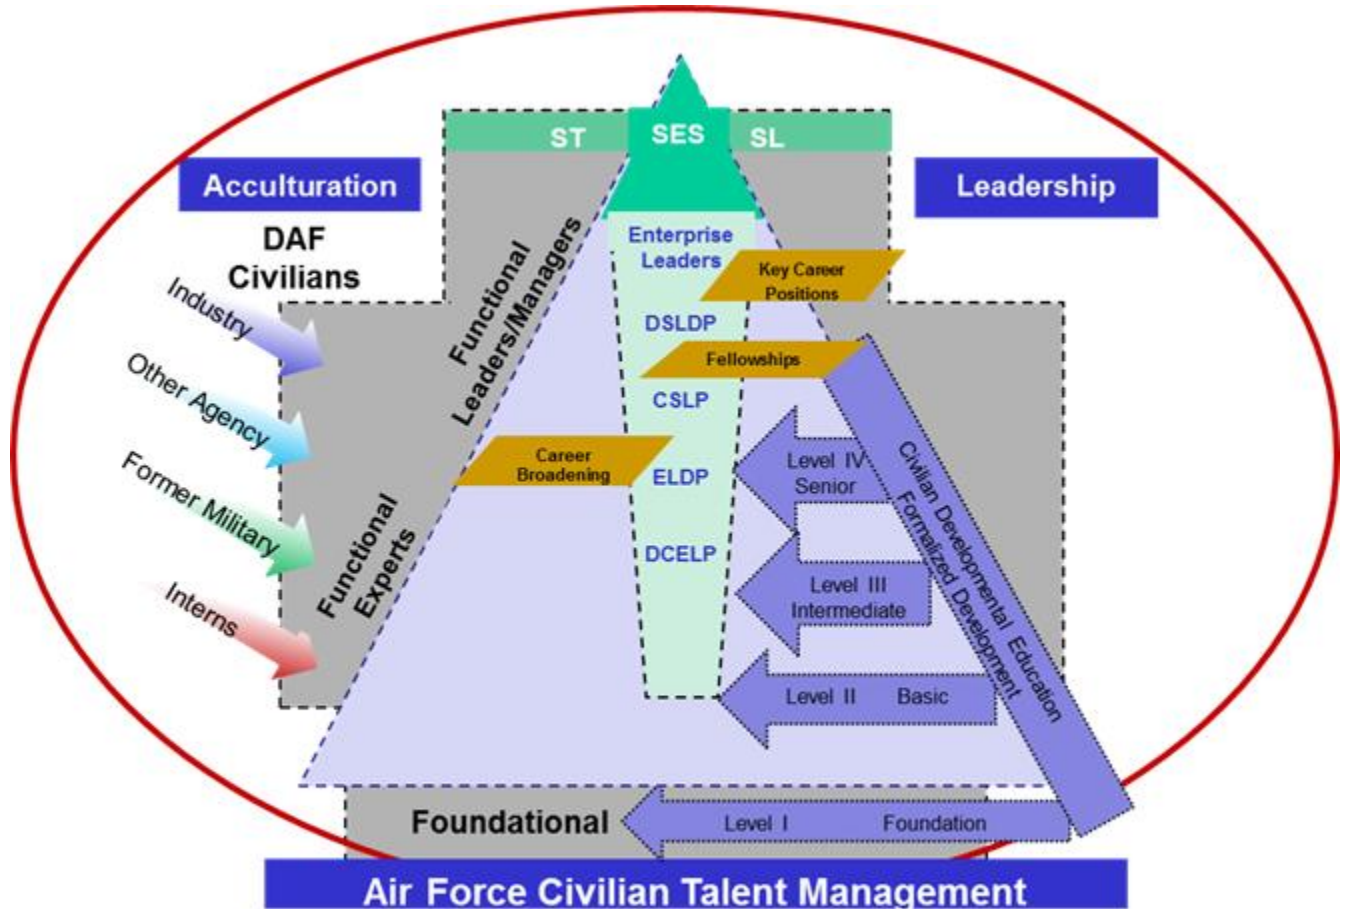 ST
SES
SL
Acculturation
Leadership
DAF
Civilians
Industry
Other Agency
Former Military
Interns
Functional
Leaders/Managers
Functional
Experts
Enterprise
Leaders
Key Career
Positions
DSLDP
Fellowships
CSLP
Career
Broadening
ELDP
DCELP
Level IV
Senior
Level III
Intermediate
Level II Basic
Civilian Developmental Education
Formalized Development
Foundational
Level I Foundation
Air Force Civilian Talent Management